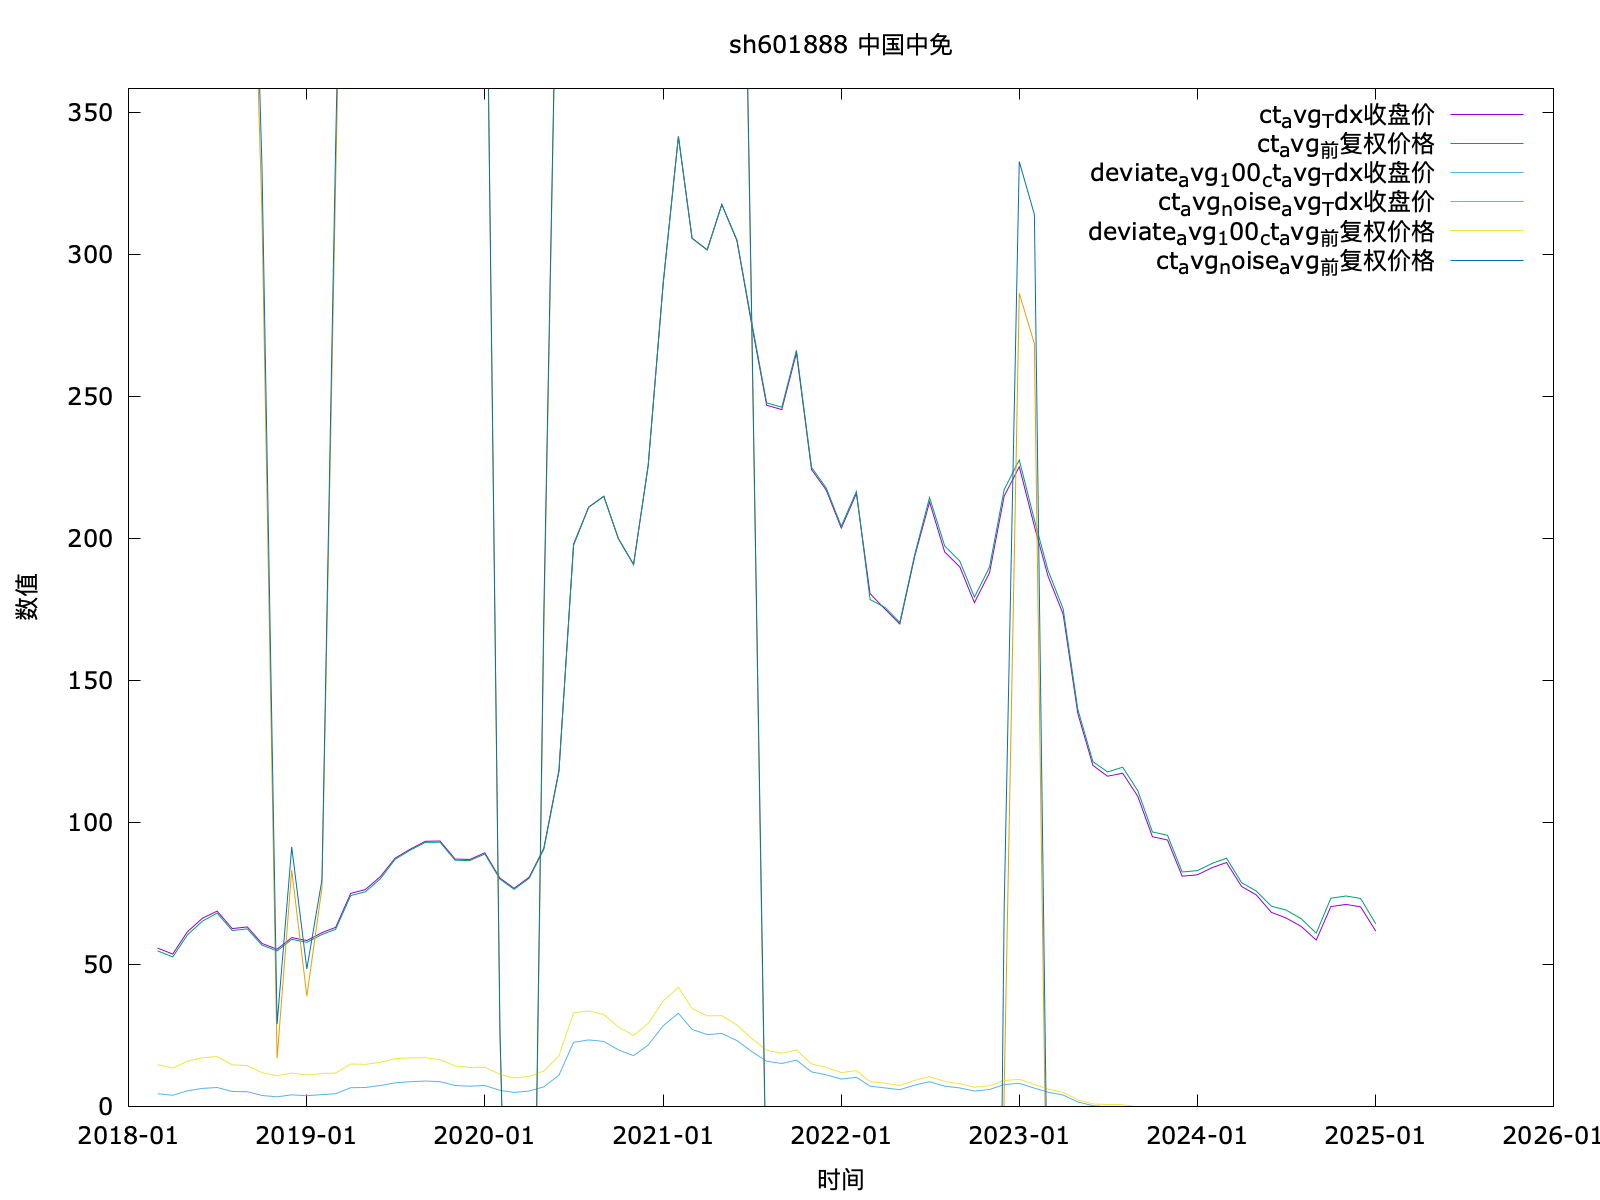 sh601888 中国中免
ctavgTdx收盘价
ctavg前复权价格
deviateavg100ctavgTdx收盘价
ctavgnoiseavgTdx收盘价
deviateavg100ctavg前复权价格
ctavgnoiseavg前复权价格
350
300
250
200
150
100
50
0
数值
2018-01 2019-01 2020-01 2021-01 2022-01 2023-01 2024-01 2025-01 2026-01
时间